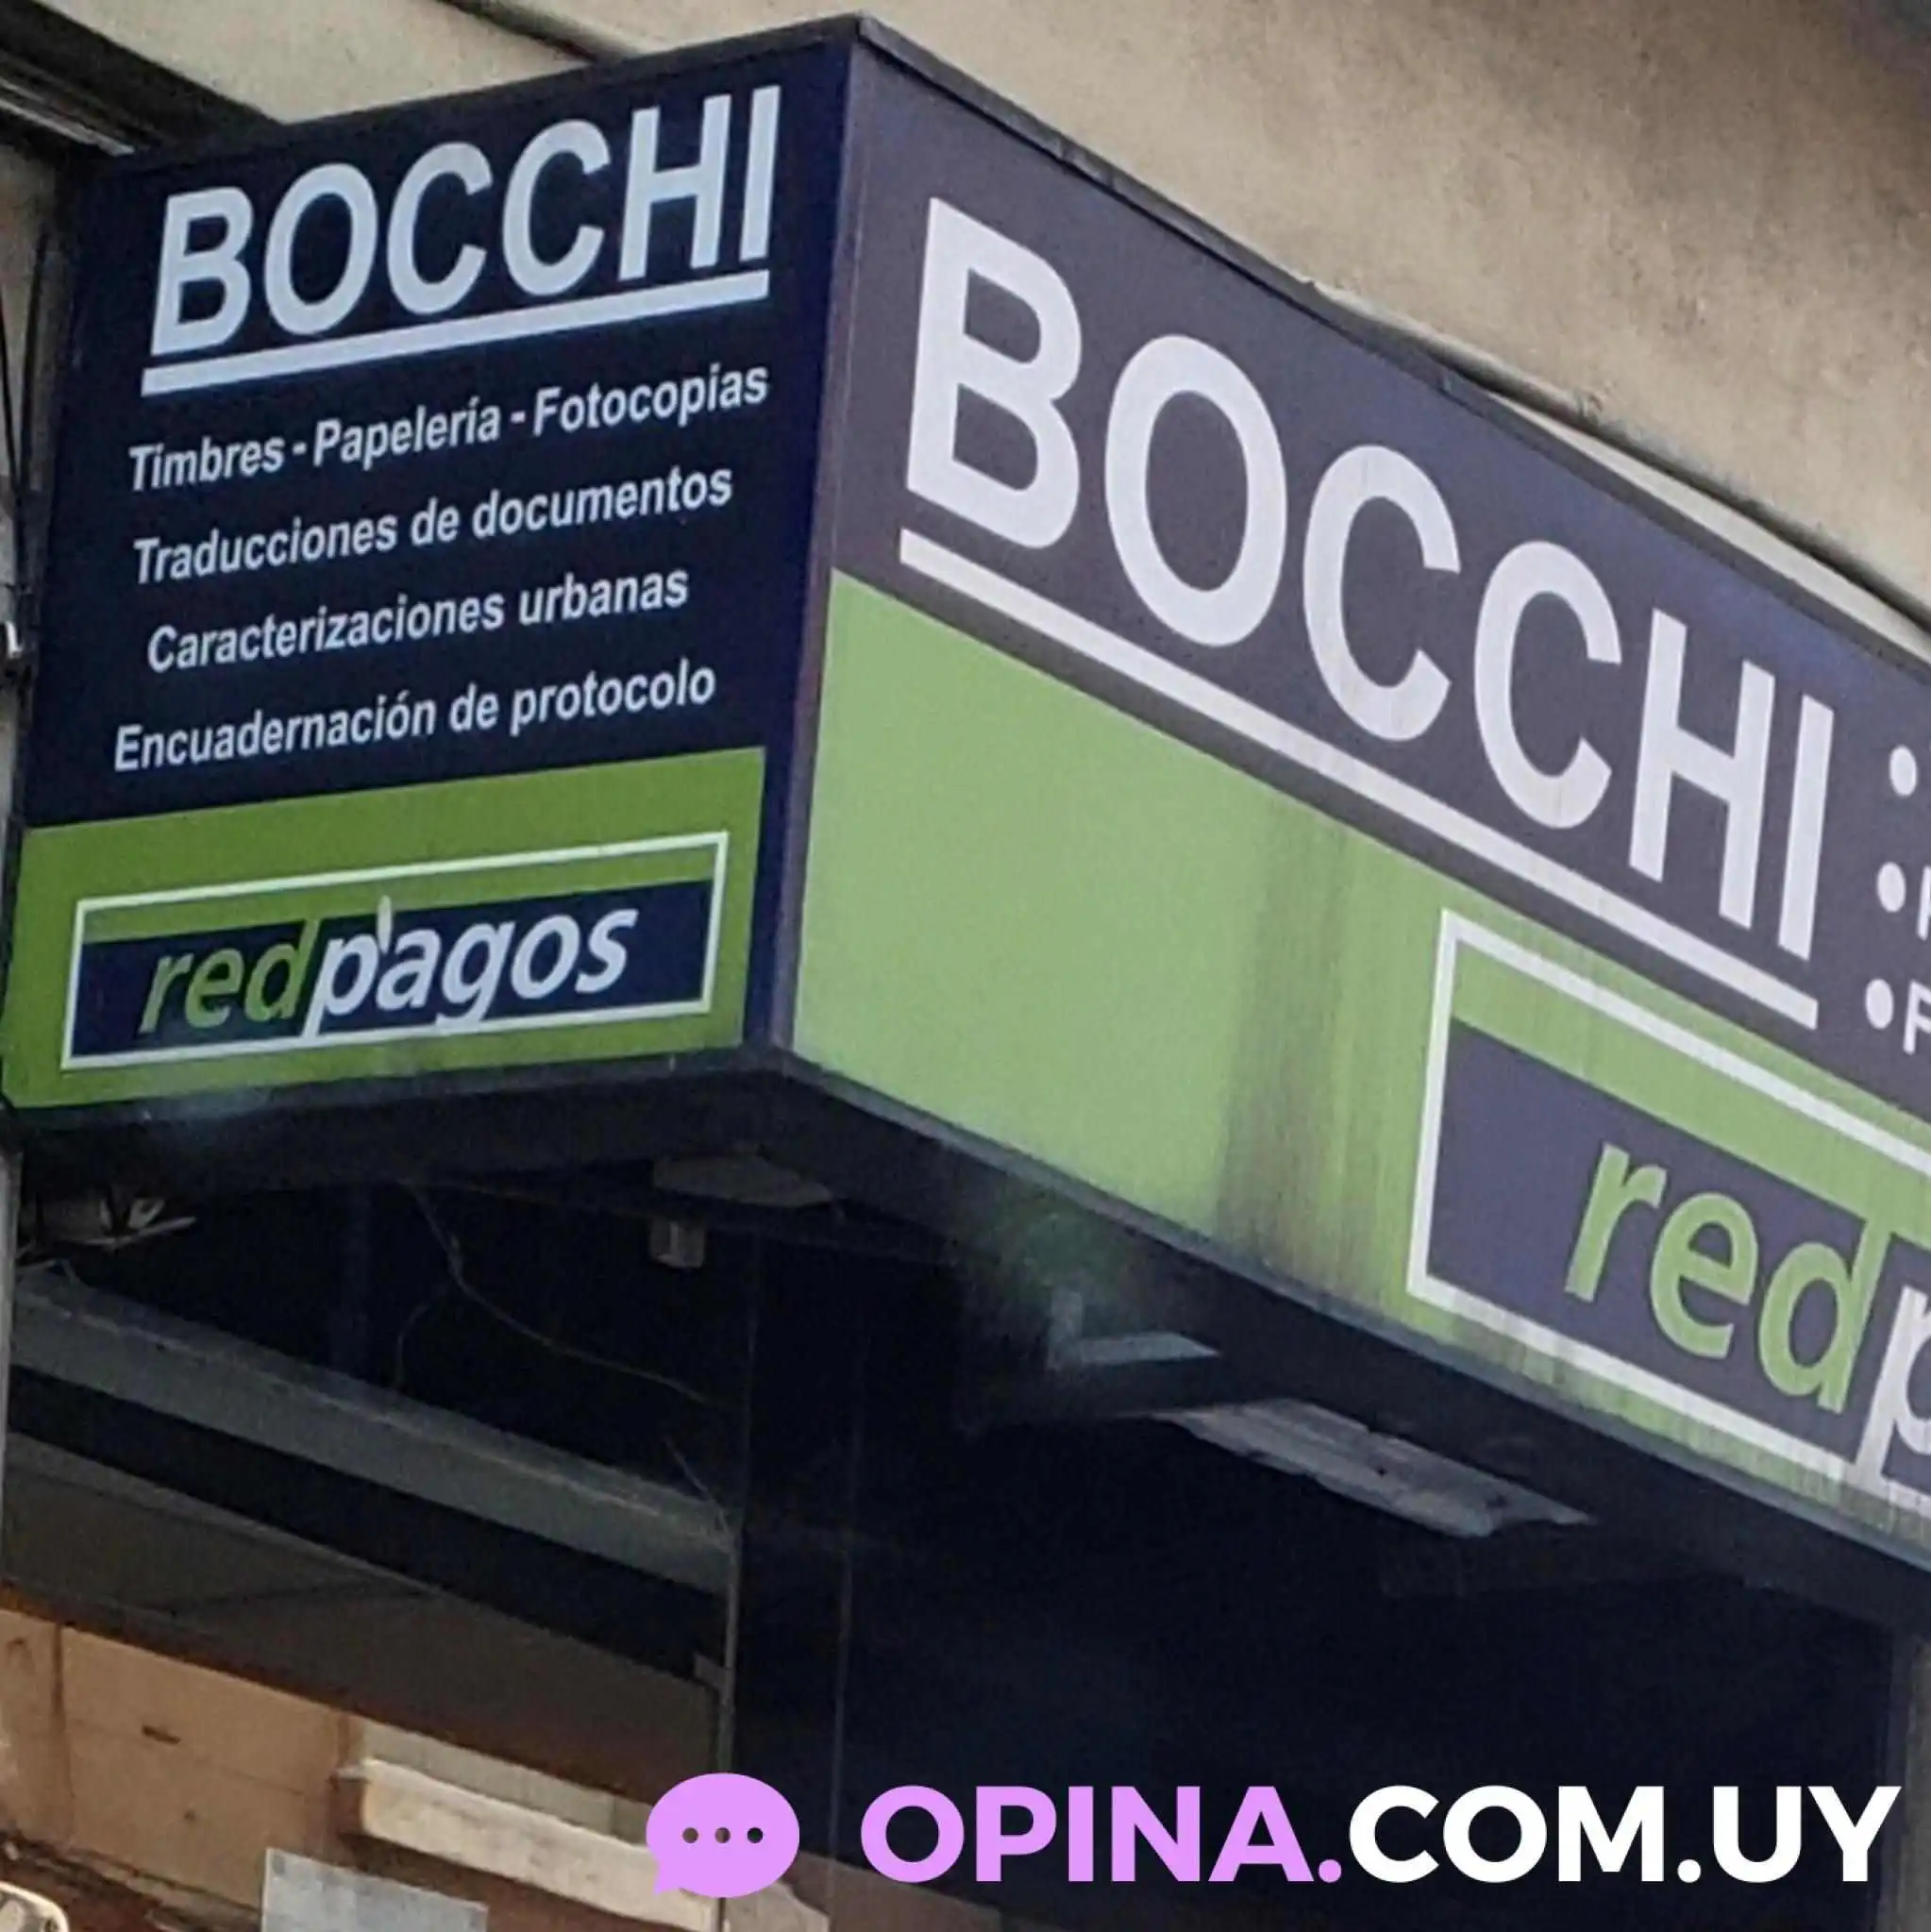 BOCCHI
Timbres - Papelería - Fotocopias
Traducciones de documentos
Caracterizaciones urbanas
Encuadernación de protocolo
redpagos
BOCCHI
red
OPINA.COM.UY